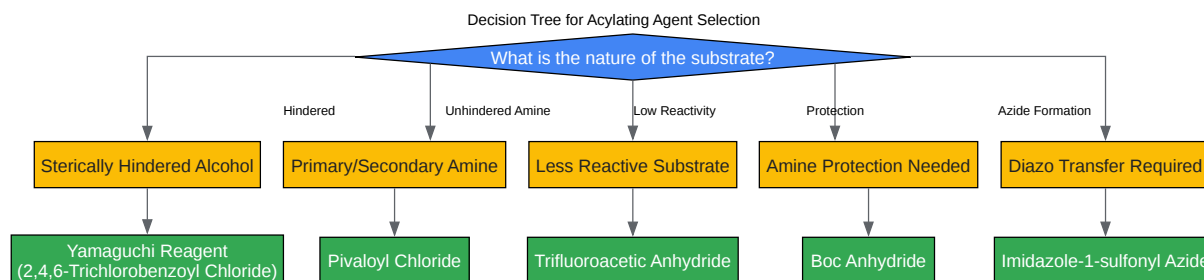 Decision Tree for Acylating Agent Selection
What is the nature of the substrate?
Hindered
Unhindered Amine
Low Reactivity
Protection
Azide Formation
Sterically Hindered Alcohol
Primary/Secondary Amine
Less Reactive Substrate
Amine Protection Needed
Diazo Transfer Required
Yamaguchi Reagent
(2,4,6-Trichlorobenzoyl Chloride)
Pivaloyl Chloride
Trifluoroacetic Anhydride
Boc Anhydride
Imidazole-1-sulfonyl Azide